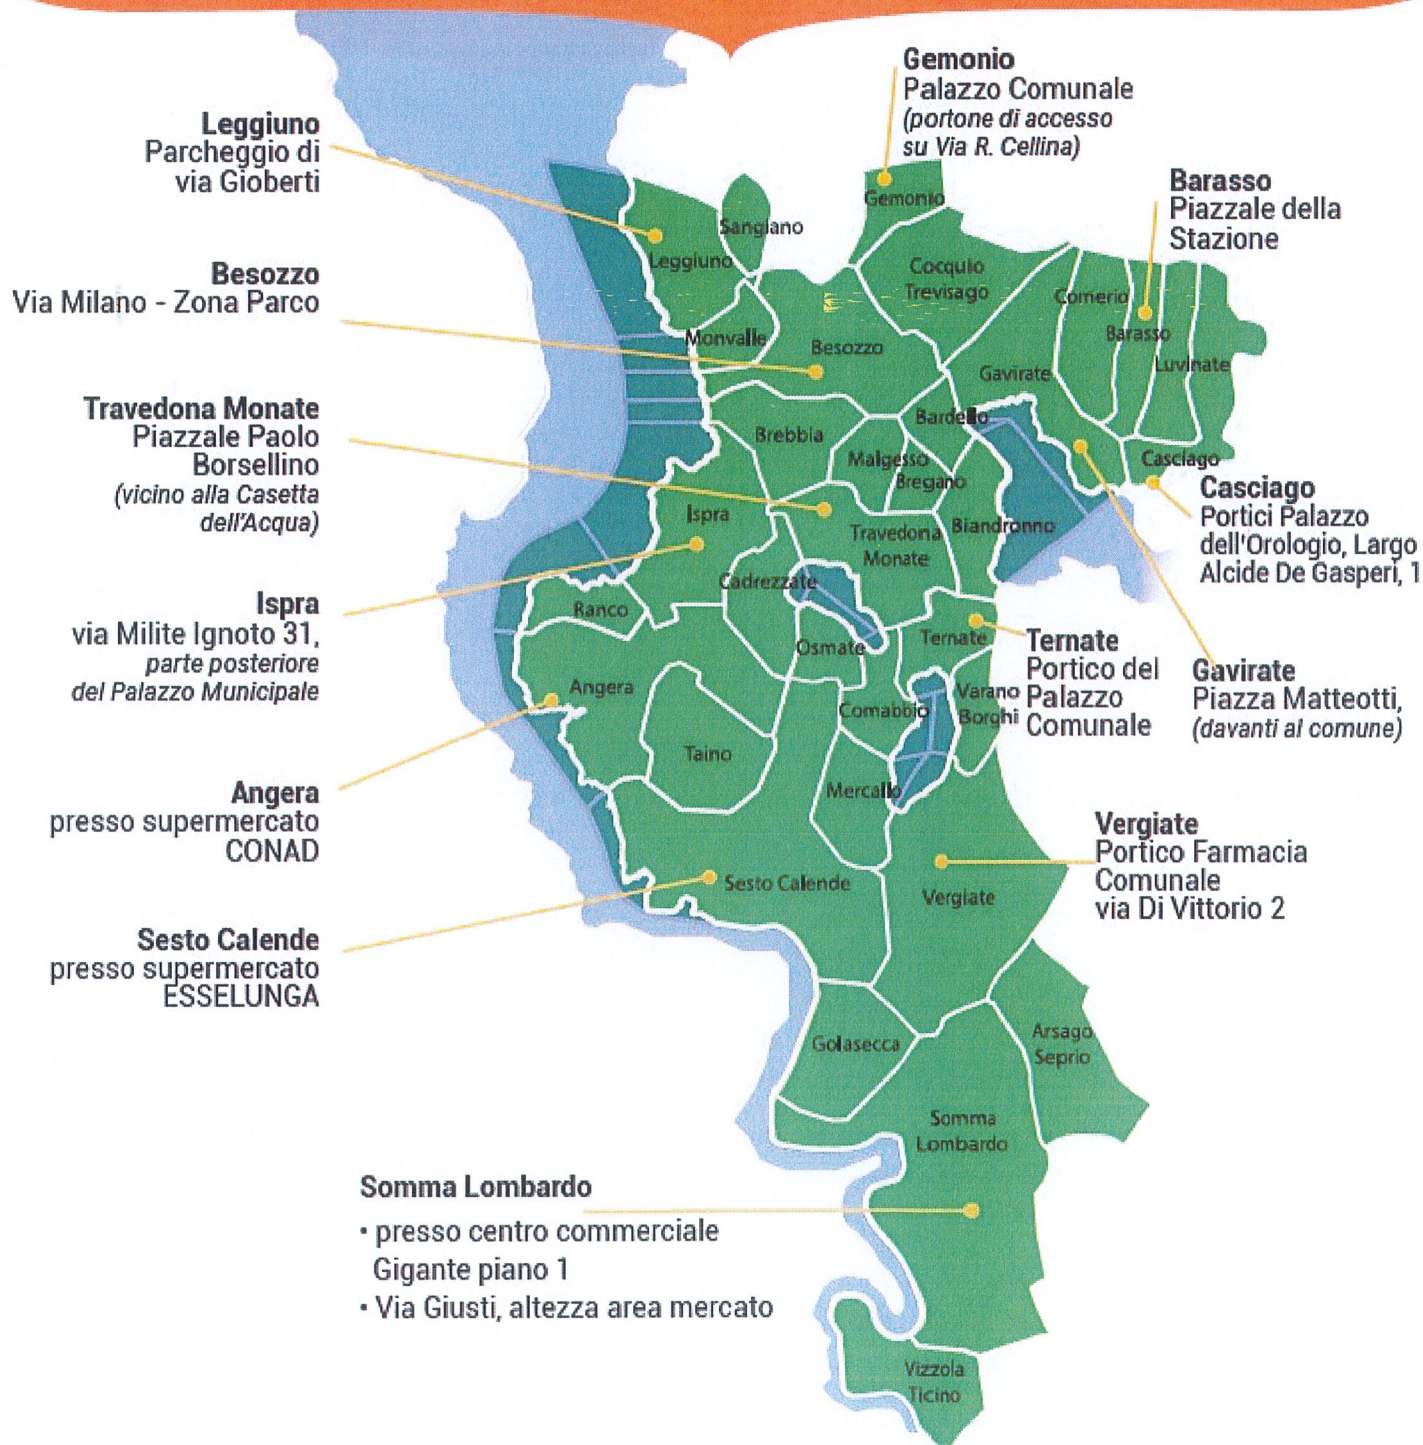 Gemonio
Palazzo Comunale
(portone di accesso
su Via R. Cellina)
Leggiuno
Parcheggio di
via Gioberti
Barasso
Piazzale della
Stazione
Besozzo
Via Milano - Zona Parco
Travedona Monate
Piazzale Paolo
Borsellino
(vicino alla Casetta
dell'Acqua)
Casciago
Portici Palazzo
dell'Orologio, Largo
Alcide De Gasperi, 1
Ispra
via Milite Ignoto 31,
parte posteriore
del Palazzo Municipale
Ternate
Portico del
Palazzo
Comunale
Gavirate
Piazza Matteotti,
(davanti al comune)
Angera
presso supermercato
CONAD
Vergiate
Portico Farmacia
Comunale
via Di Vittorio 2
Sesto Calende
presso supermercato
ESSELUNGA
Somma Lombardo
• presso centro commerciale
Gigante piano 1
• Via Giusti, altezza area mercato
Gemonio
Sangiano
Leggiuno
Cocquio
Trevisago
Comerio
Barasso
Luvinate
Monvalle
Besozzo
Gavirate
Bardello
Brebbia
Malgesso
Bregano
Casciago
Ispra
Travedona
Monate
Biandronno
Cadrezzate
Ranco
Osmate
Ternate
Angera
Comabbio
Varano
Borghi
Taino
Mercallo
Sesto Calende
Vergiate
Golasecca
Arsago
Seprio
Somma
Lombardo
Vizzola
Ticino